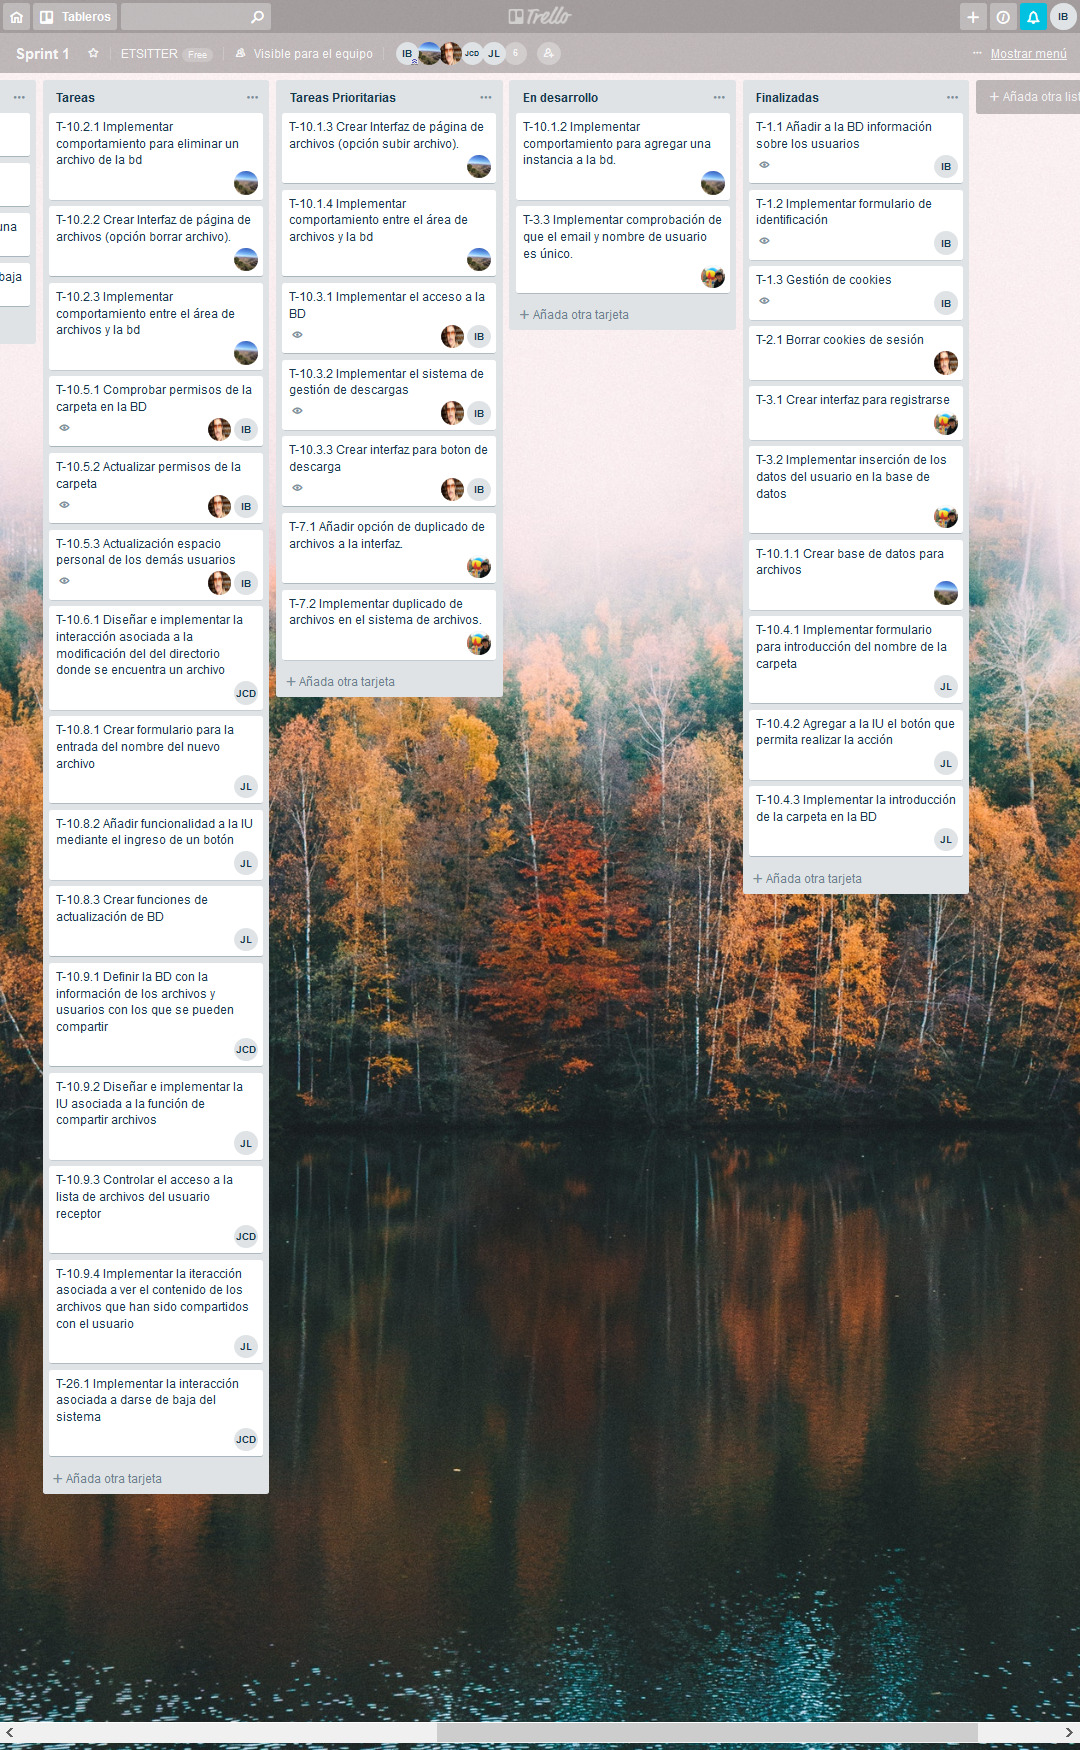 Tableros
Trello
IB
Sprint 1
ETSITTER Free
Visible para el equipo
IB
JCD
JL
6
Mostrar menú
una
baja
Tareas
T-10.2.1 Implementar
comportamiento para eliminar un
archivo de la bd
T-10.2.2 Crear Interfaz de página de
archivos (opción borrar archivo).
T-10.2.3 Implementar
comportamiento entre el área de
archivos y la bd
T-10.5.1 Comprobar permisos de la
carpeta en la BD
IB
T-10.5.2 Actualizar permisos de la
carpeta
IB
T-10.5.3 Actualización espacio
personal de los demás usuarios
IB
T-10.6.1 Diseñar e implementar la
interacción asociada a la
modificación del del directorio
donde se encuentra un archivo
JCD
T-10.8.1 Crear formulario para la
entrada del nombre del nuevo
archivo
JL
T-10.8.2 Añadir funcionalidad a la IU
mediante el ingreso de un botón
JL
T-10.8.3 Crear funciones de
actualización de BD
JL
T-10.9.1 Definir la BD con la
información de los archivos y
usuarios con los que se pueden
compartir
JCD
T-10.9.2 Diseñar e implementar la
IU asociada a la función de
compartir archivos
JL
T-10.9.3 Controlar el acceso a la
lista de archivos del usuario
receptor
JCD
T-10.9.4 Implementar la iteracción
asociada a ver el contenido de los
archivos que han sido compartidos
con el usuario
JL
T-26.1 Implementar la interacción
asociada a darse de baja del
sistema
JCD
+ Añada otra tarjeta
Tareas Prioritarias
T-10.1.3 Crear Interfaz de página de
archivos (opción subir archivo).
T-10.1.4 Implementar
comportamiento entre el área de
archivos y la bd
T-10.3.1 Implementar el acceso a la
BD
IB
T-10.3.2 Implementar el sistema de
gestión de descargas
IB
T-10.3.3 Crear interfaz para boton de
descarga
IB
T-7.1 Añadir opción de duplicado de
archivos a la interfaz.
T-7.2 Implementar duplicado de
archivos en el sistema de archivos.
+ Añada otra tarjeta
En desarrollo
T-10.1.2 Implementar
comportamiento para agregar una
instancia a la bd.
T-3.3 Implementar comprobación de
que el email y nombre de usuario
es único.
+ Añada otra tarjeta
Finalizadas
T-1.1 Añadir a la BD información
sobre los usuarios
IB
T-1.2 Implementar formulario de
identificación
IB
T-1.3 Gestión de cookies
IB
T-2.1 Borrar cookies de sesión
T-3.1 Crear interfaz para registrarse
T-3.2 Implementar inserción de los
datos del usuario en la base de
datos
T-10.1.1 Crear base de datos para
archivos
T-10.4.1 Implementar formulario
para introducción del nombre de la
carpeta
JL
T-10.4.2 Agregar a la IU el botón que
permita realizar la acción
JL
T-10.4.3 Implementar la introducción
de la carpeta en la BD
JL
+ Añada otra tarjeta
+ Añada otra list